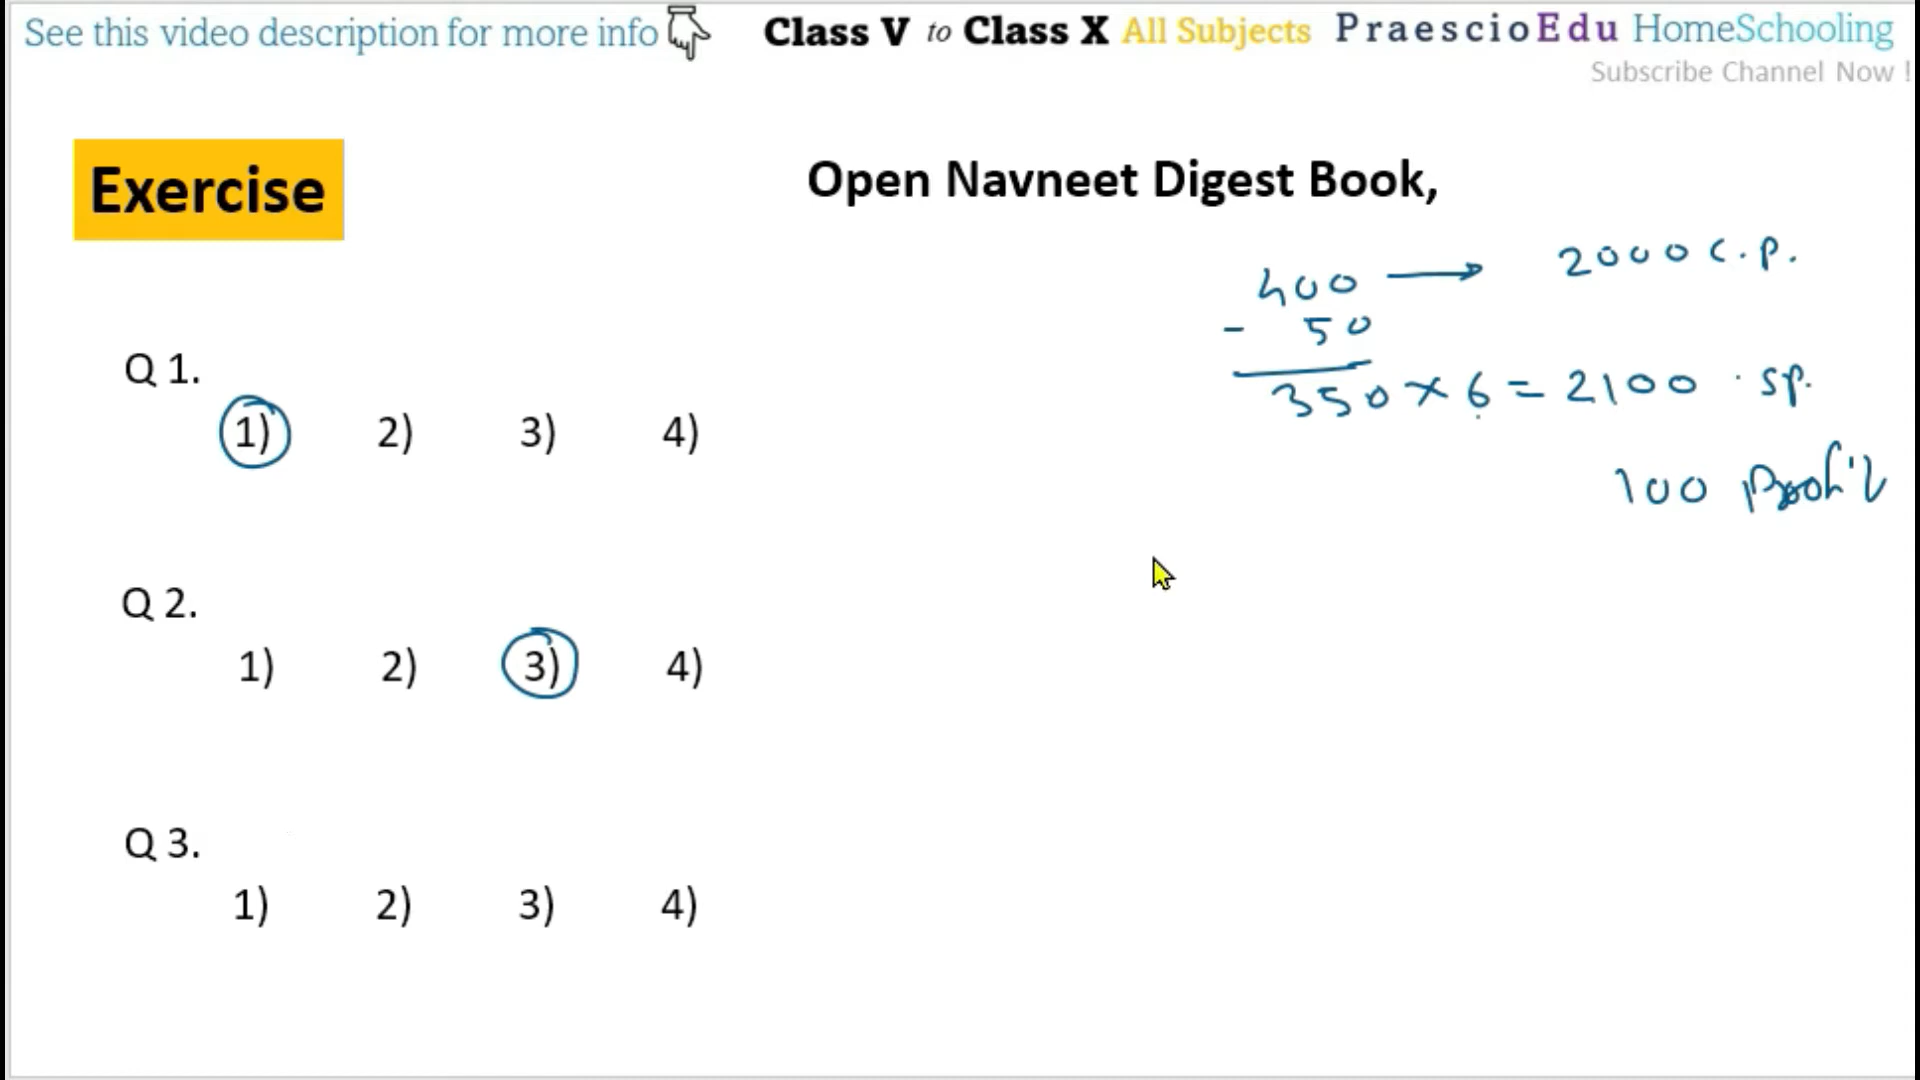 See this video description for more info Class V to Class X All Subjects PraescioEdu HomeSchooling
Subscribe Channel Now !
Exercise
Open Navneet Digest Book,
400 → 2000 C.P.
- 50
350 × 6 = 2100 . SP.
100 Profit
Q 1.
1) 2) 3) 4)
Q 2.
1) 2) 3) 4)
Q 3.
1) 2) 3) 4)